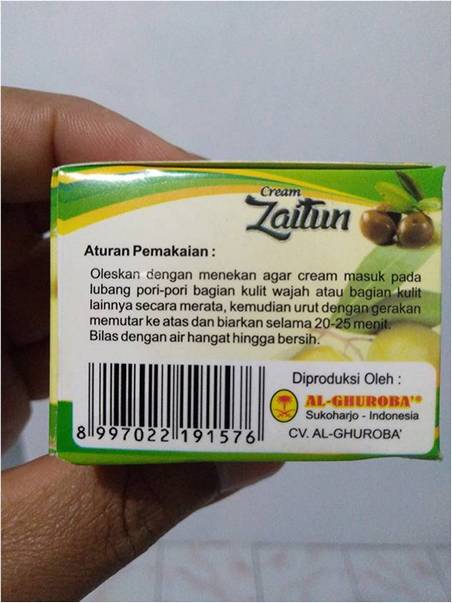 Cream
Zaitun
Aturan Pemakaian :
Oleskan dengan menekan agar cream masuk pada
lubang pori-pori bagian kulit wajah atau bagian kulit
lainnya secara merata, kemudian urut dengan gerakan
memutar ke atas dan biarkan selama 20-25 menit.
Bilas dengan air hangat hingga bersih.
Diproduksi Oleh :
AL-GHUROBA'®
Sukoharjo - Indonesia
CV. AL-GHUROBA'
8 997022 191576